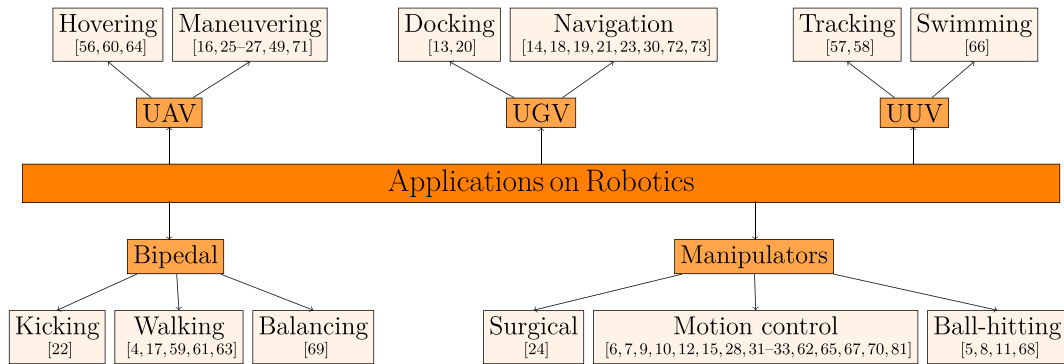 Hovering
[56, 60, 64]
Maneuvering
[16, 25–27, 49, 71]
Docking
[13, 20]
Navigation
[14, 18, 19, 21, 23, 30, 72, 73]
Tracking
[57, 58]
Swimming
[66]
UAV
UGV
UUV
Applications on Robotics
Bipedal
Manipulators
Kicking
[22]
Walking
[4, 17, 59, 61, 63]
Balancing
[69]
Surgical
[24]
Motion control
[6, 7, 9, 10, 12, 15, 28, 31–33, 62, 65, 67, 70, 81]
Ball-hitting
[5, 8, 11, 68]